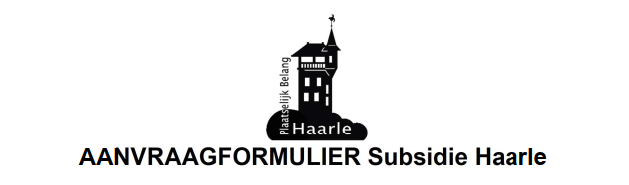 Plaatselijk Belang
Haarle
AANVRAAGFORMULIER Subsidie Haarle